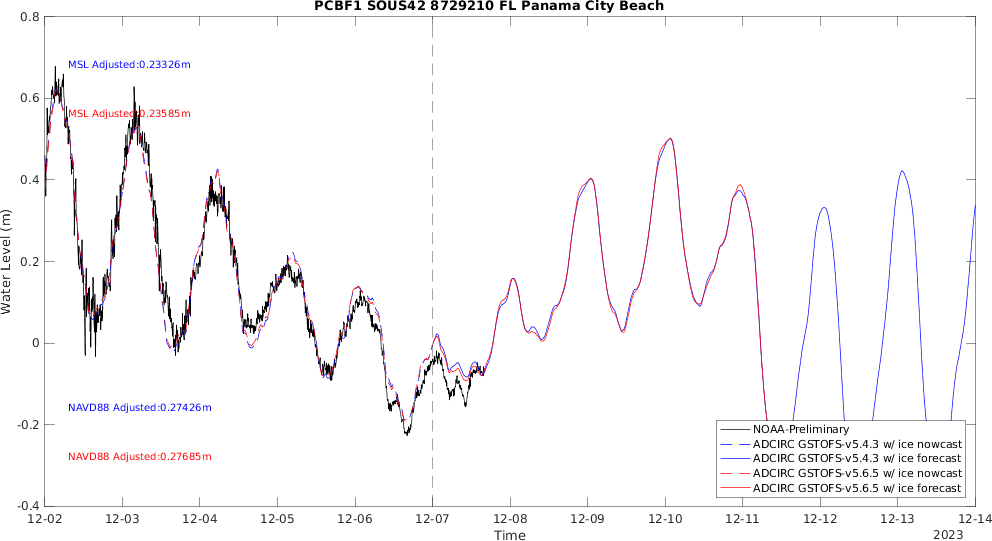 PCBF1 SOUS42 8729210 FL Panama City Beach
0.8
MSL Adjusted:0.23326m
0.6
MSL Adjusted:0.23585m
0.4
0.2
Water Level (m)
0
NAVD88 Adjusted:0.27426m
-0.2
NAVD88 Adjusted:0.27685m
-0.4
NOAA-Preliminary
ADCIRC GSTOFS-v5.4.3 w/ ice nowcast
ADCIRC GSTOFS-v5.4.3 w/ ice forecast
ADCIRC GSTOFS-v5.6.5 w/ ice nowcast
ADCIRC GSTOFS-v5.6.5 w/ ice forecast
12-02 12-03 12-04 12-05 12-06 12-07 12-08 12-09 12-10 12-11 12-12 12-13 12-14
Time
2023